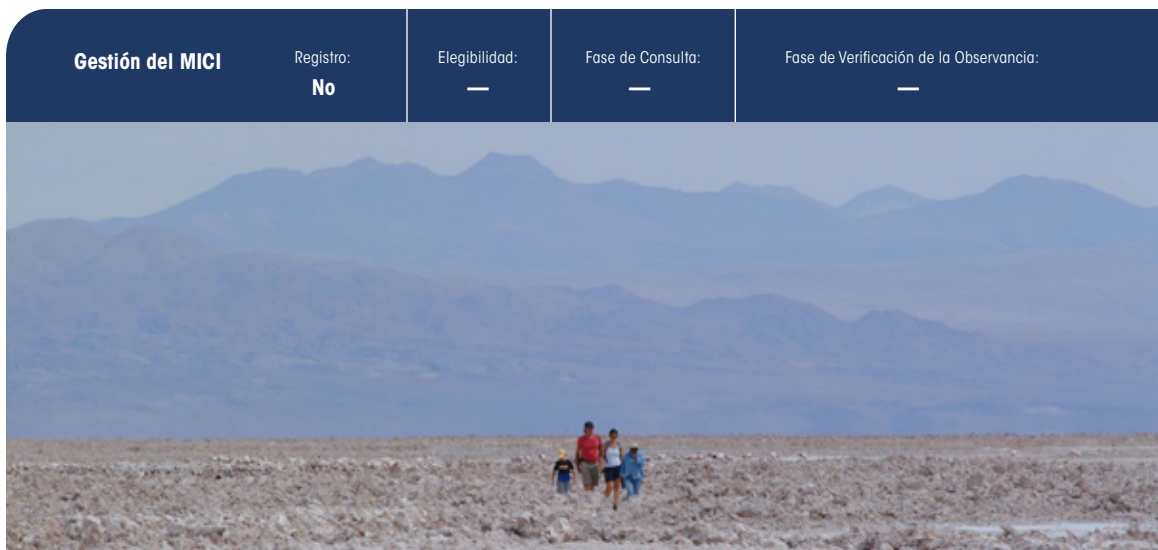 Gestión del MICI
Registro:
No
Elegibilidad:
—
Fase de Consulta:
—
Fase de Verificación de la Observancia:
—